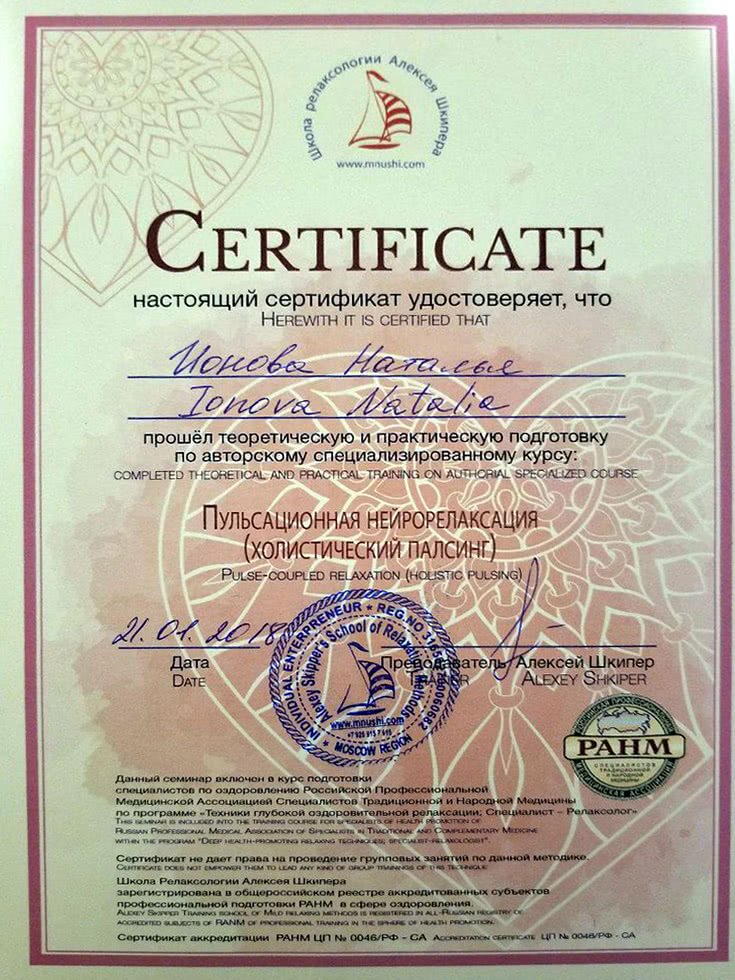 Школа релаксологии Алексея Шкипера
www.mnushi.com
CERTIFICATE
настоящий сертификат удостоверяет, что
HEREWITH IT IS CERTIFIED THAT
Ионова Наталья
Ionova Natalia
прошёл теоретическую и практическую подготовку
по авторскому специализированному курсу:
COMPLETED THEORETICAL AND PRACTICAL TRAINING ON AUTHORIAL SPECIALIZED COURSE
ПУЛЬСАЦИОННАЯ НЕЙРОРЕЛАКСАЦИЯ
(ХОЛИСТИЧЕСКИЙ ПАЛСИНГ)
PULSE-COUPLED RELAXATION (HOLISTIC PULSING)
21.01.2018
Дата
DATE
Преподаватель Алексей Шкипер
TRAINER ALEXEY SHKIPER
INDIVIDUAL ENTERPRENEUR * REG.NO
* MOSCOW REGION *
Alexey Skipper's School of Relaxation Methods
www.mnushi.com
РАНМ
СПЕЦИАЛИСТОВ
ТРАДИЦИОННОЙ
И НАРОДНОЙ
МЕДИЦИНЫ
Данный семинар включен в курс подготовки
специалистов по оздоровлению Российской Профессиональной
Медицинской Ассоциацией Специалистов Традиционной и Народной Медицины
по программе «Техники глубокой оздоровительной релаксации; Специалист – Релаксолог»
THIS SEMINAR IS INCLUDED INTO THE TRAINING COURSE FOR SPECIALISTS OF HEALTH PROMOTION OF
RUSSIAN PROFESSIONAL MEDICAL ASSOCIATION OF SPECIALISTS IN TRADITIONAL AND COMPLEMENTARY MEDICINE
WITHIN THE PROGRAM "DEEP HEALTH-PROMOTING RELAXING TECHNIQUES; SPECIALIST-RELAXOLOGIST".
Сертификат не дает права на проведение групповых занятий по данной методике.
CERTIFICATE DOES NOT EMPOWER THEM TO LEAD ANY KIND OF GROUP TRAININGS OF THIS TECHNIQUE
Школа Релаксологии Алексея Шкипера
зарегистрирована в общероссийском реестре аккредитованных субъектов
профессиональной подготовки РАНМ в сфере оздоровления.
ALEXEY SKIPPER TRAINING SCHOOL OF MILD RELAXING METHODS IS REGISTERED IN ALL-RUSSIAN REGISTRY OF
ACCREDITED SUBJECTS OF RANM OF PROFESSIONAL TRAINING IN THE SPHERE OF HEALTH PROMOTION.
Сертификат аккредитации РАНМ ЦП № 0046/РФ - СА ACCREDITATION CERTIFICATE ЦП № 0046/РФ - СА